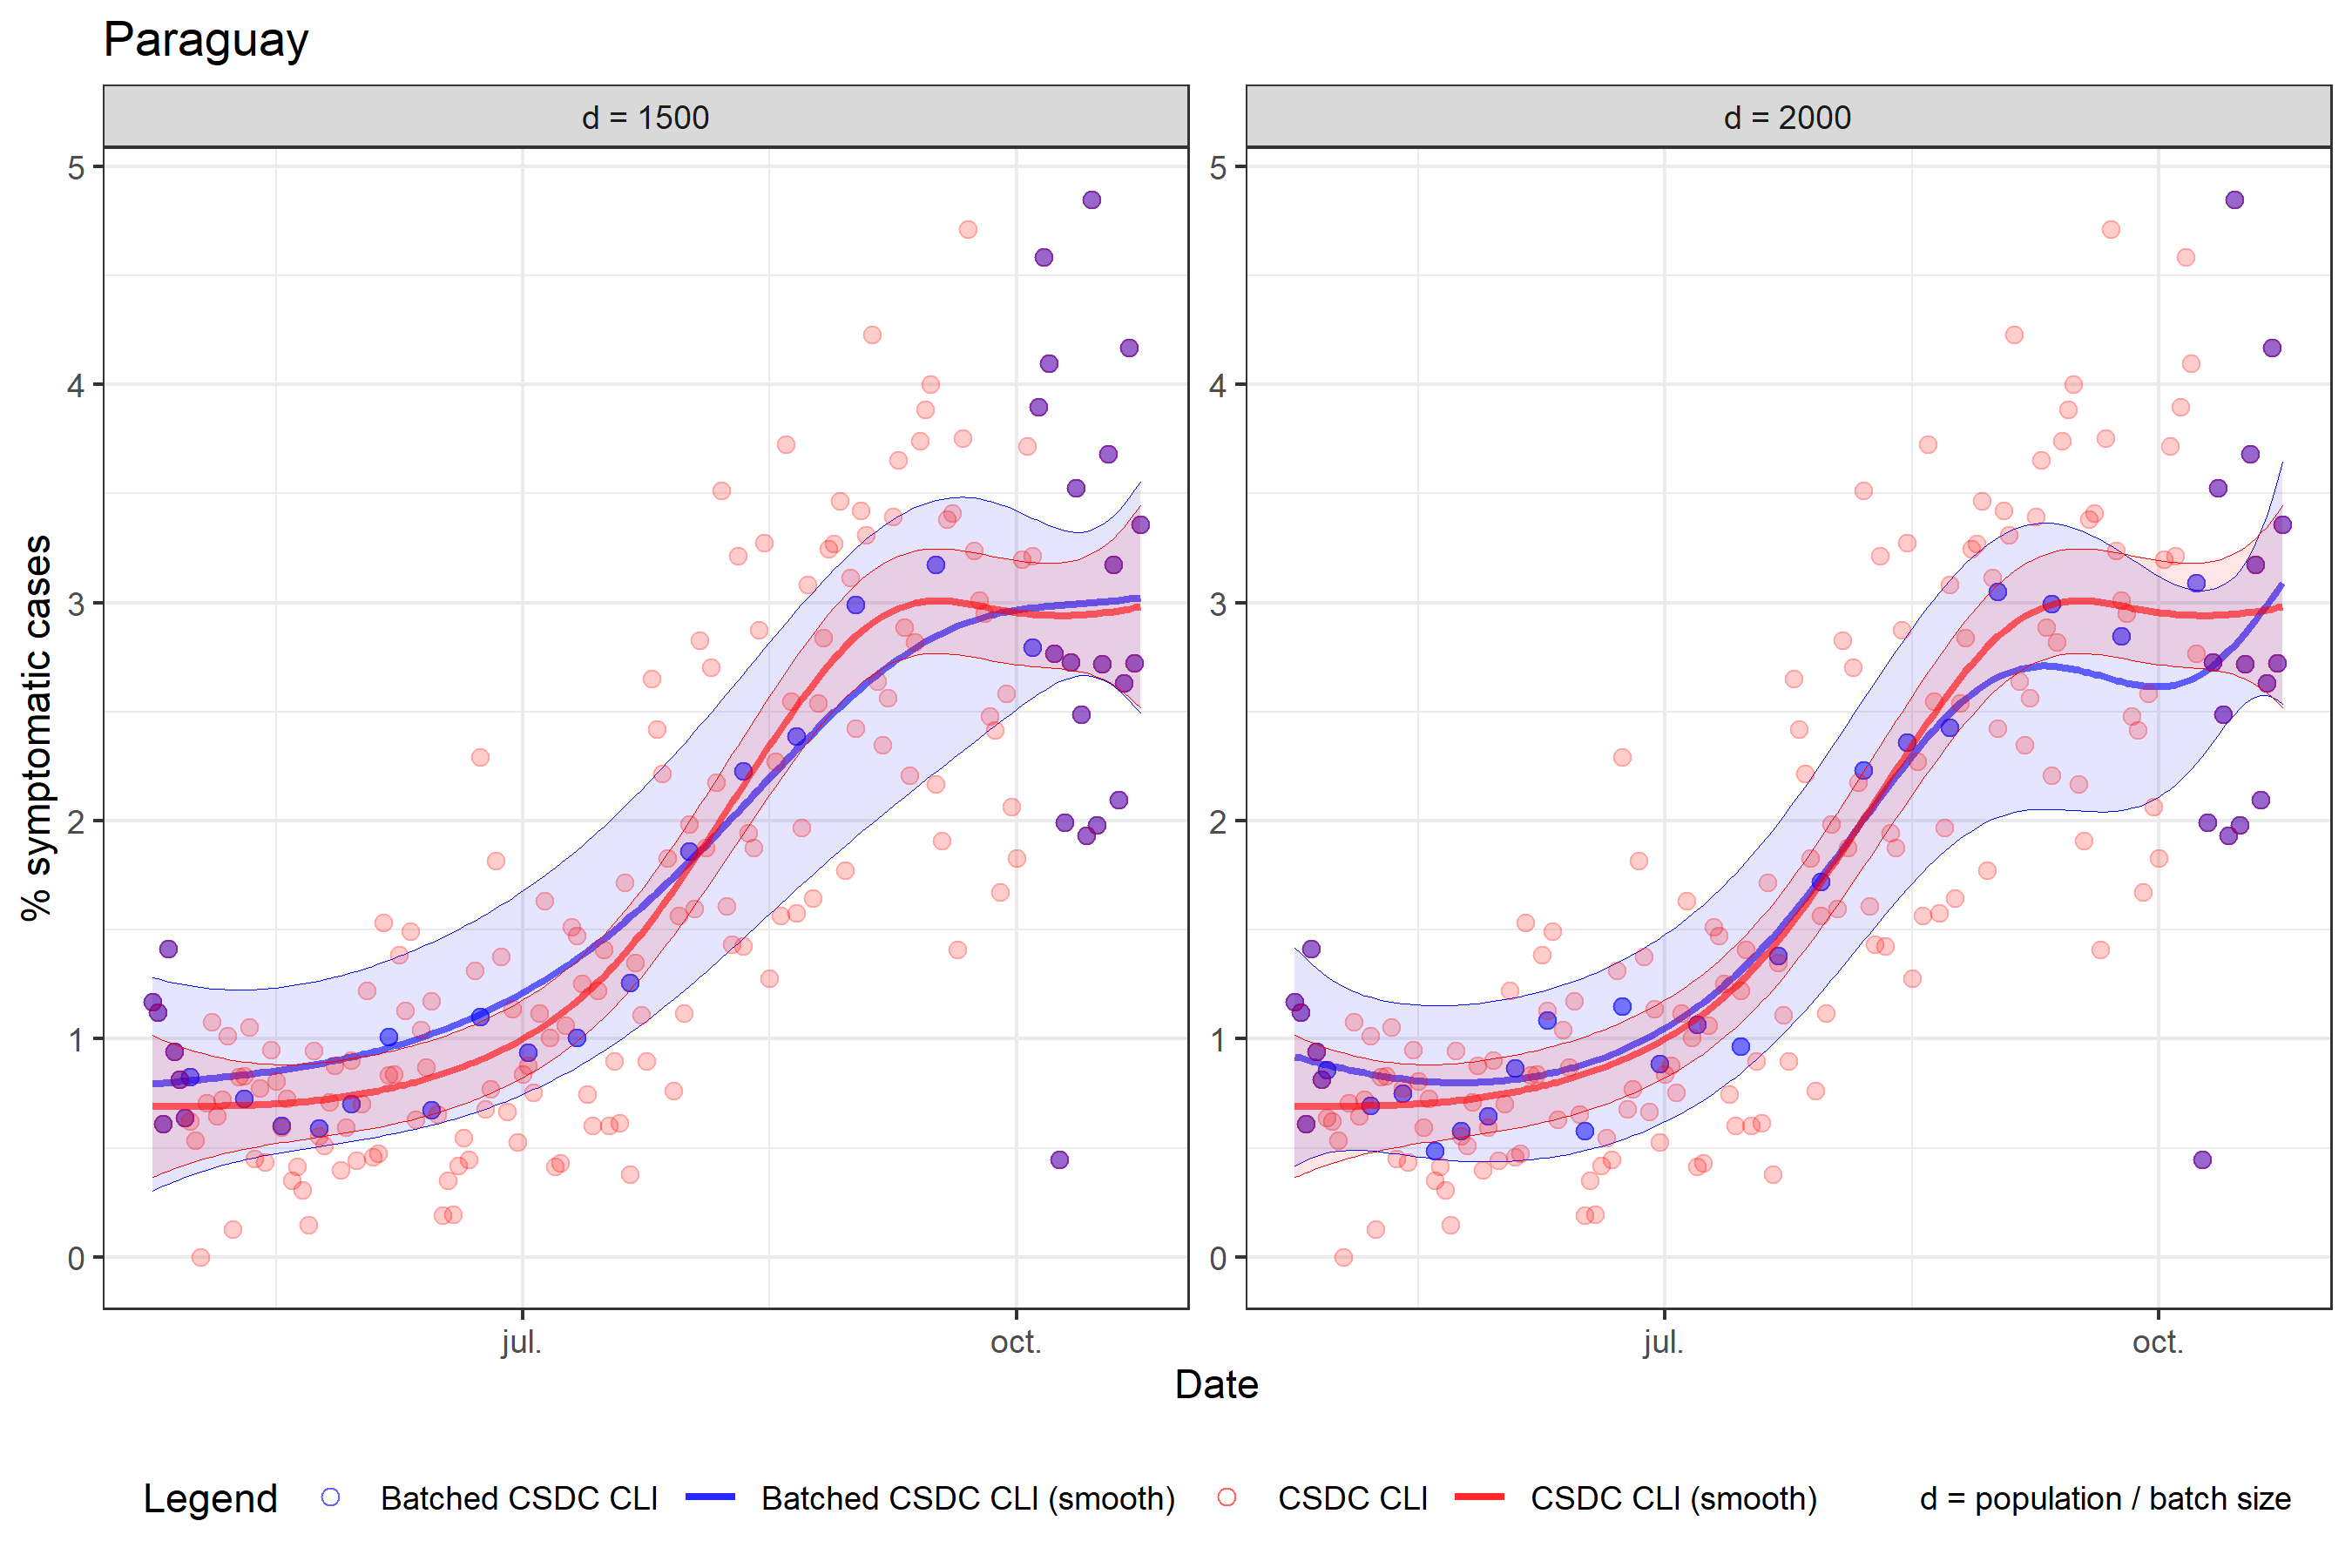 Paraguay
d = 1500
d = 2000
5
4
3
2
1
0
5
4
3
2
1
0
% symptomatic cases
jul.
oct.
jul.
oct.
Date
Legend
Batched CSDC CLI
Batched CSDC CLI (smooth)
CSDC CLI
CSDC CLI (smooth)
d = population / batch size